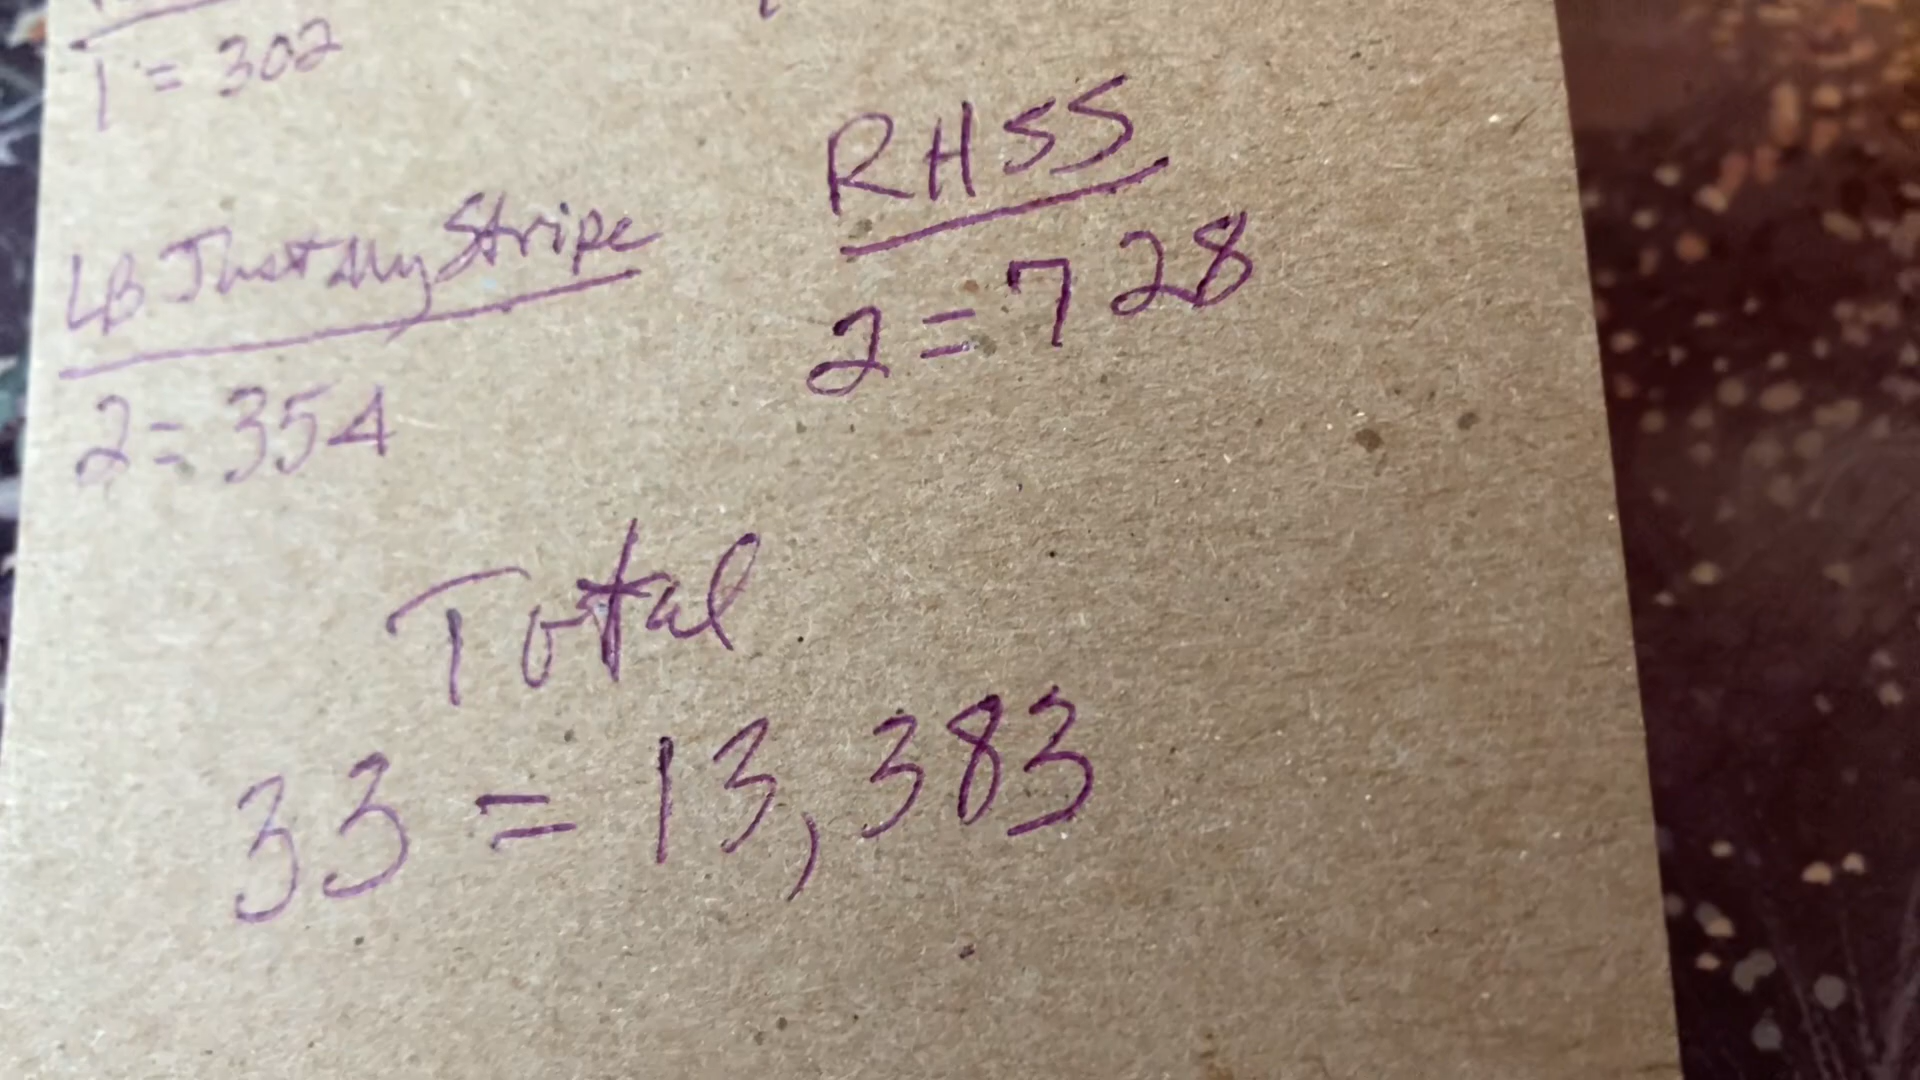 1 = 302
RHSS
2 = 728
LB Just My Stripe
2 = 354
Total
33 = 13,383